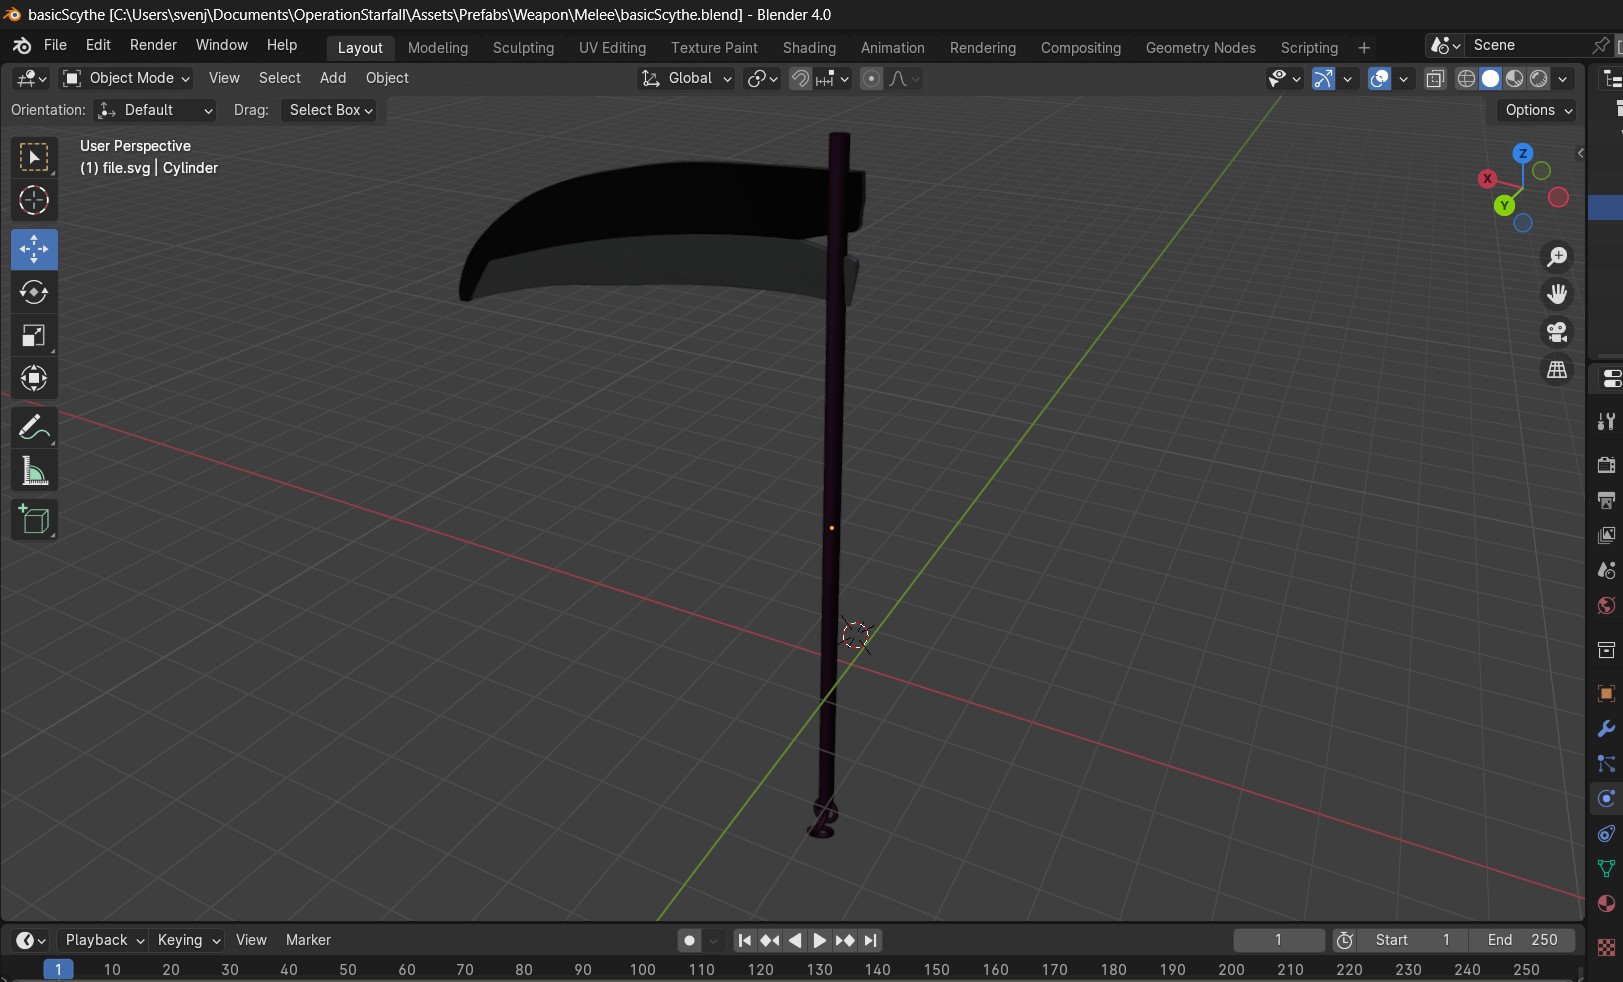 basicScythe [C:\Users\svenj\Documents\OperationStarfall\Assets\Prefabs\Weapon\Melee\basicScythe.blend] - Blender 4.0
File Edit Render Window Help Layout Modeling Sculpting UV Editing Texture Paint Shading Animation Rendering Compositing Geometry Nodes Scripting + Scene
Object Mode View Select Add Object Global
Orientation: Default Drag: Select Box Options
User Perspective
(1) file.svg | Cylinder
Z
X
Y
Playback Keying View Marker 1 Start 1 End 250
1 10 20 30 40 50 60 70 80 90 100 110 120 130 140 150 160 170 180 190 200 210 220 230 240 250